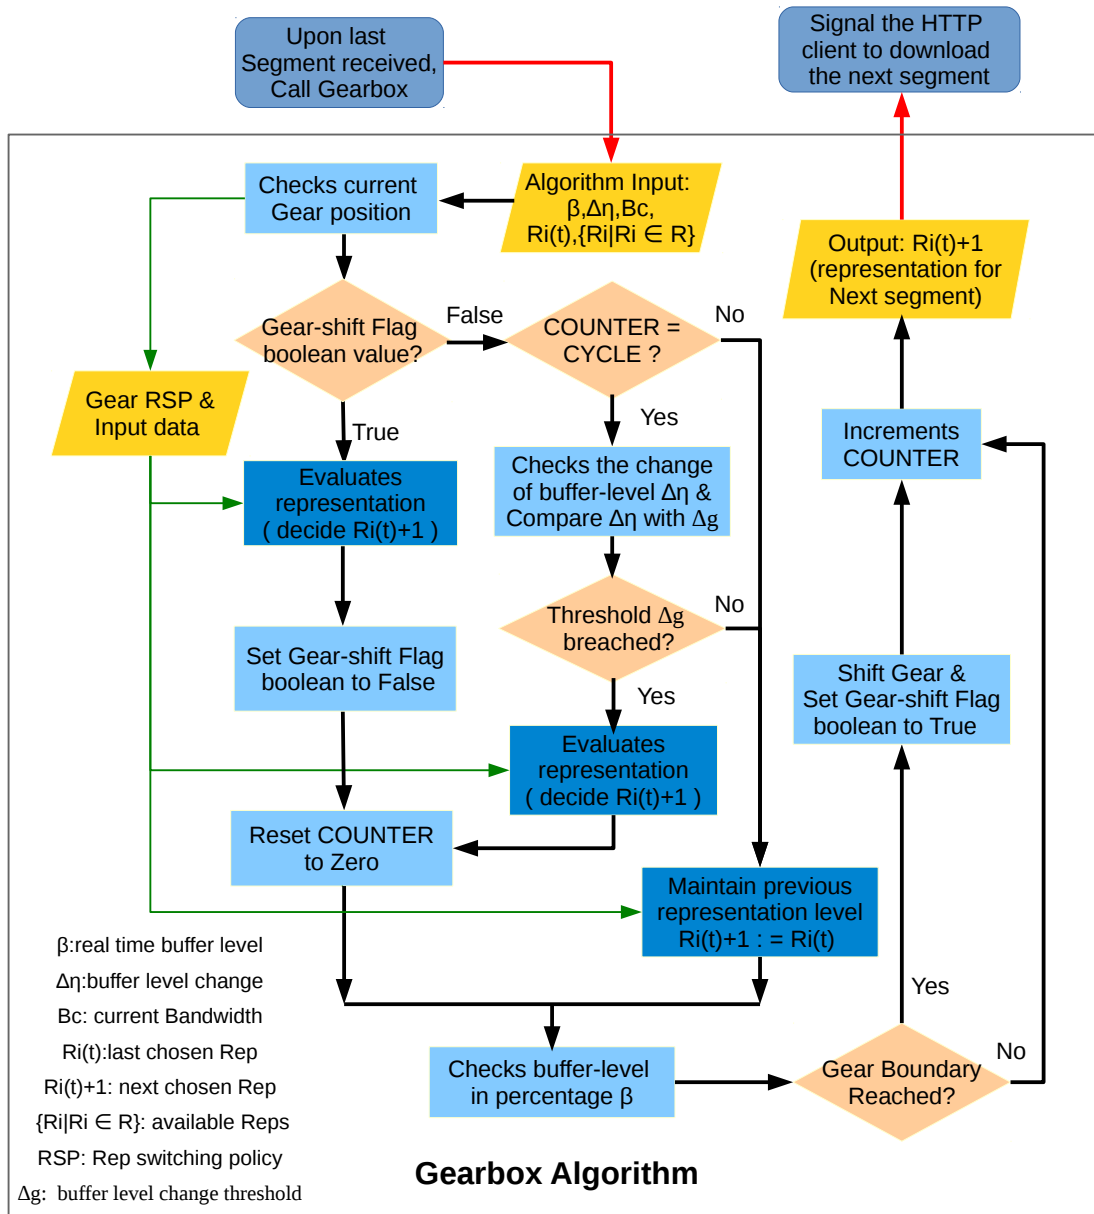 Upon last
Segment received,
Call Gearbox
Signal the HTTP
client to download
the next segment
Checks current
Gear position
Algorithm Input:
β,Δη,Bc,
Ri(t),{Ri|Ri ∈ R}
Output: Ri(t)+1
(representation for
Next segment)
Gear-shift Flag
boolean value?
False
COUNTER =
CYCLE ?
No
Gear RSP &
Input data
True
Yes
Increments
COUNTER
Evaluates
representation
( decide Ri(t)+1 )
Checks the change
of buffer-level Δη &
Compare Δη with Δg
Threshold Δg
breached?
No
Set Gear-shift Flag
boolean to False
Yes
Shift Gear &
Set Gear-shift Flag
boolean to True
Evaluates
representation
( decide Ri(t)+1 )
Reset COUNTER
to Zero
Maintain previous
representation level
Ri(t)+1 : = Ri(t)
Yes
Checks buffer-level
in percentage β
Gear Boundary
Reached?
No
β:real time buffer level
Δη:buffer level change
Bc: current Bandwidth
Ri(t):last chosen Rep
Ri(t)+1: next chosen Rep
{Ri|Ri ∈ R}: available Reps
RSP: Rep switching policy
Δg: buffer level change threshold
Gearbox Algorithm